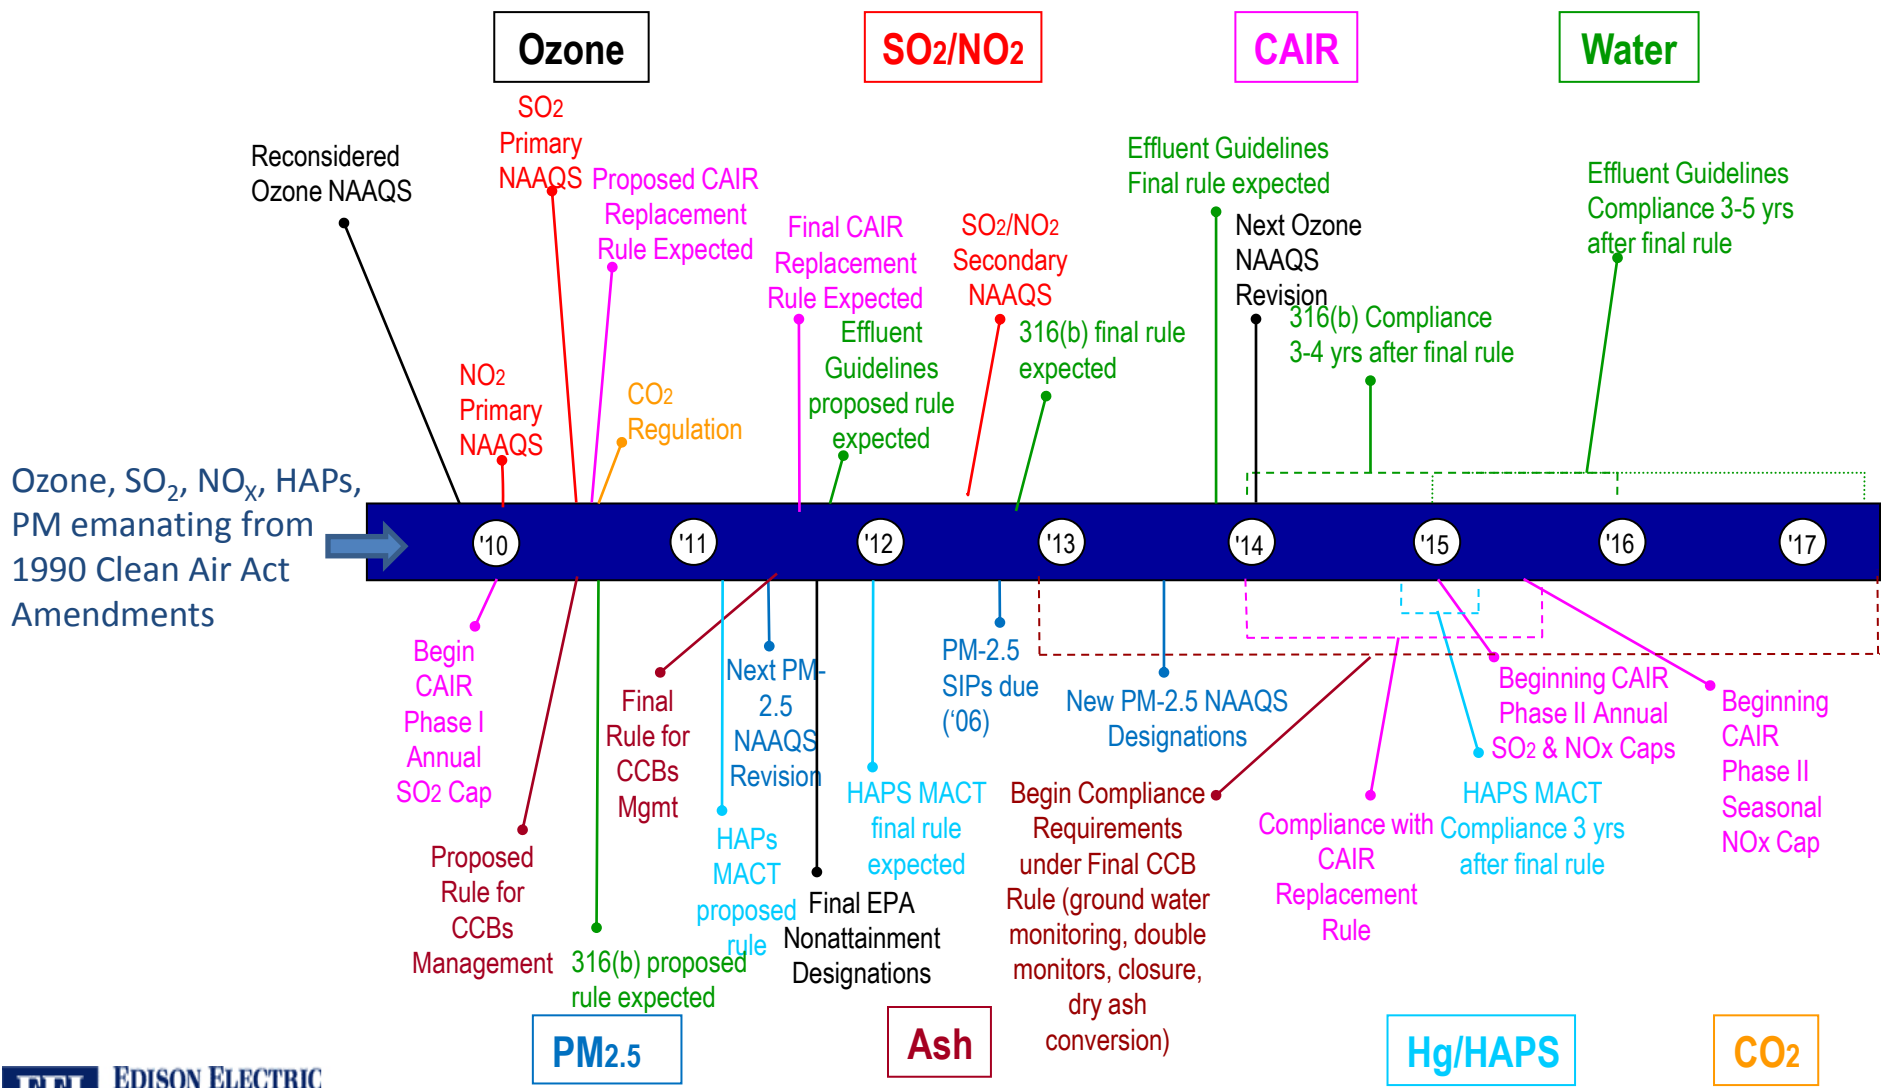 Ozone
SO2/NO2
CAIR
Water
Reconsidered
Ozone NAAQS
SO2
Primary
NAAQS
Proposed CAIR
Replacement
Rule Expected
Final CAIR
Replacement
Rule Expected
SO2/NO2
Secondary
NAAQS
Effluent Guidelines
Final rule expected
Next Ozone
NAAQS
Revision
Effluent Guidelines
Compliance 3-5 yrs
after final rule
NO2
Primary
NAAQS
CO2
Regulation
Effluent
Guidelines
proposed rule
expected
316(b) final rule
expected
316(b) Compliance
3-4 yrs after final rule
Ozone, SO2, NOX, HAPs,
PM emanating from
1990 Clean Air Act
Amendments
'10
'11
'12
'13
'14
'15
'16
'17
Begin
CAIR
Phase I
Annual
SO2 Cap
Proposed
Rule for
CCBs
Management
316(b) proposed
rule expected
Final
Rule for
CCBs
Mgmt
Next PM-
2.5
NAAQS
Revision
HAPs
MACT
proposed
rule
Final EPA
Nonattainment
Designations
HAPS MACT
final rule
expected
PM-2.5
SIPs due
(‘06)
New PM-2.5 NAAQS
Designations
Begin Compliance
Requirements
under Final CCB
Rule (ground water
monitoring, double
monitors, closure,
dry ash
conversion)
Compliance with
CAIR
Replacement
Rule
Beginning CAIR
Phase II Annual
SO2 & NOx Caps
HAPS MACT
Compliance 3 yrs
after final rule
Beginning
CAIR
Phase II
Seasonal
NOx Cap
PM2.5
Ash
Hg/HAPS
CO2
EEI
EDISON ELECTRIC